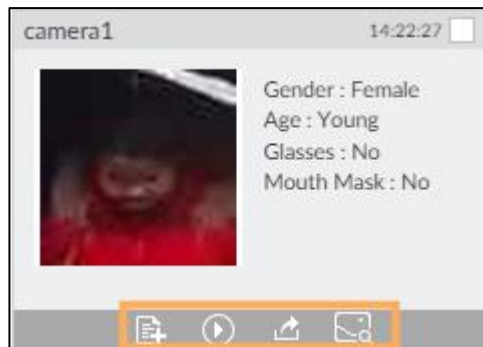 camera1 14:22:27
Gender : Female
Age : Young
Glasses : No
Mouth Mask : No